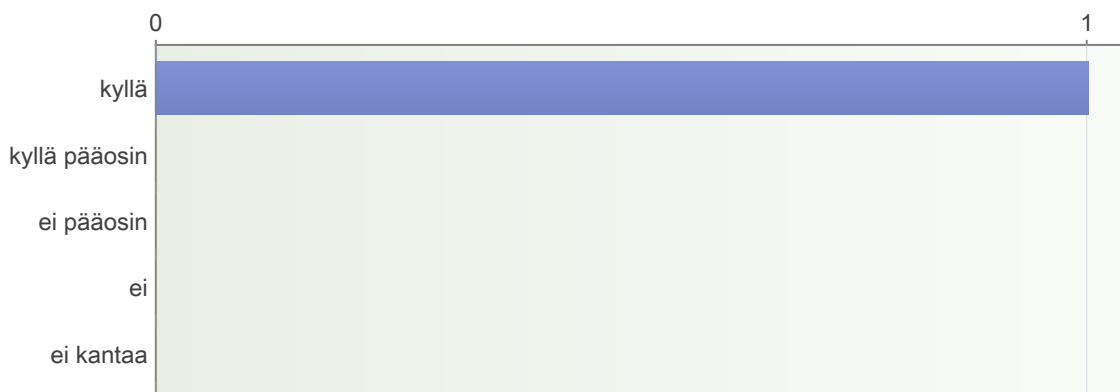 0 1
kyllä
kyllä pääosin
ei pääosin
ei
ei kantaa